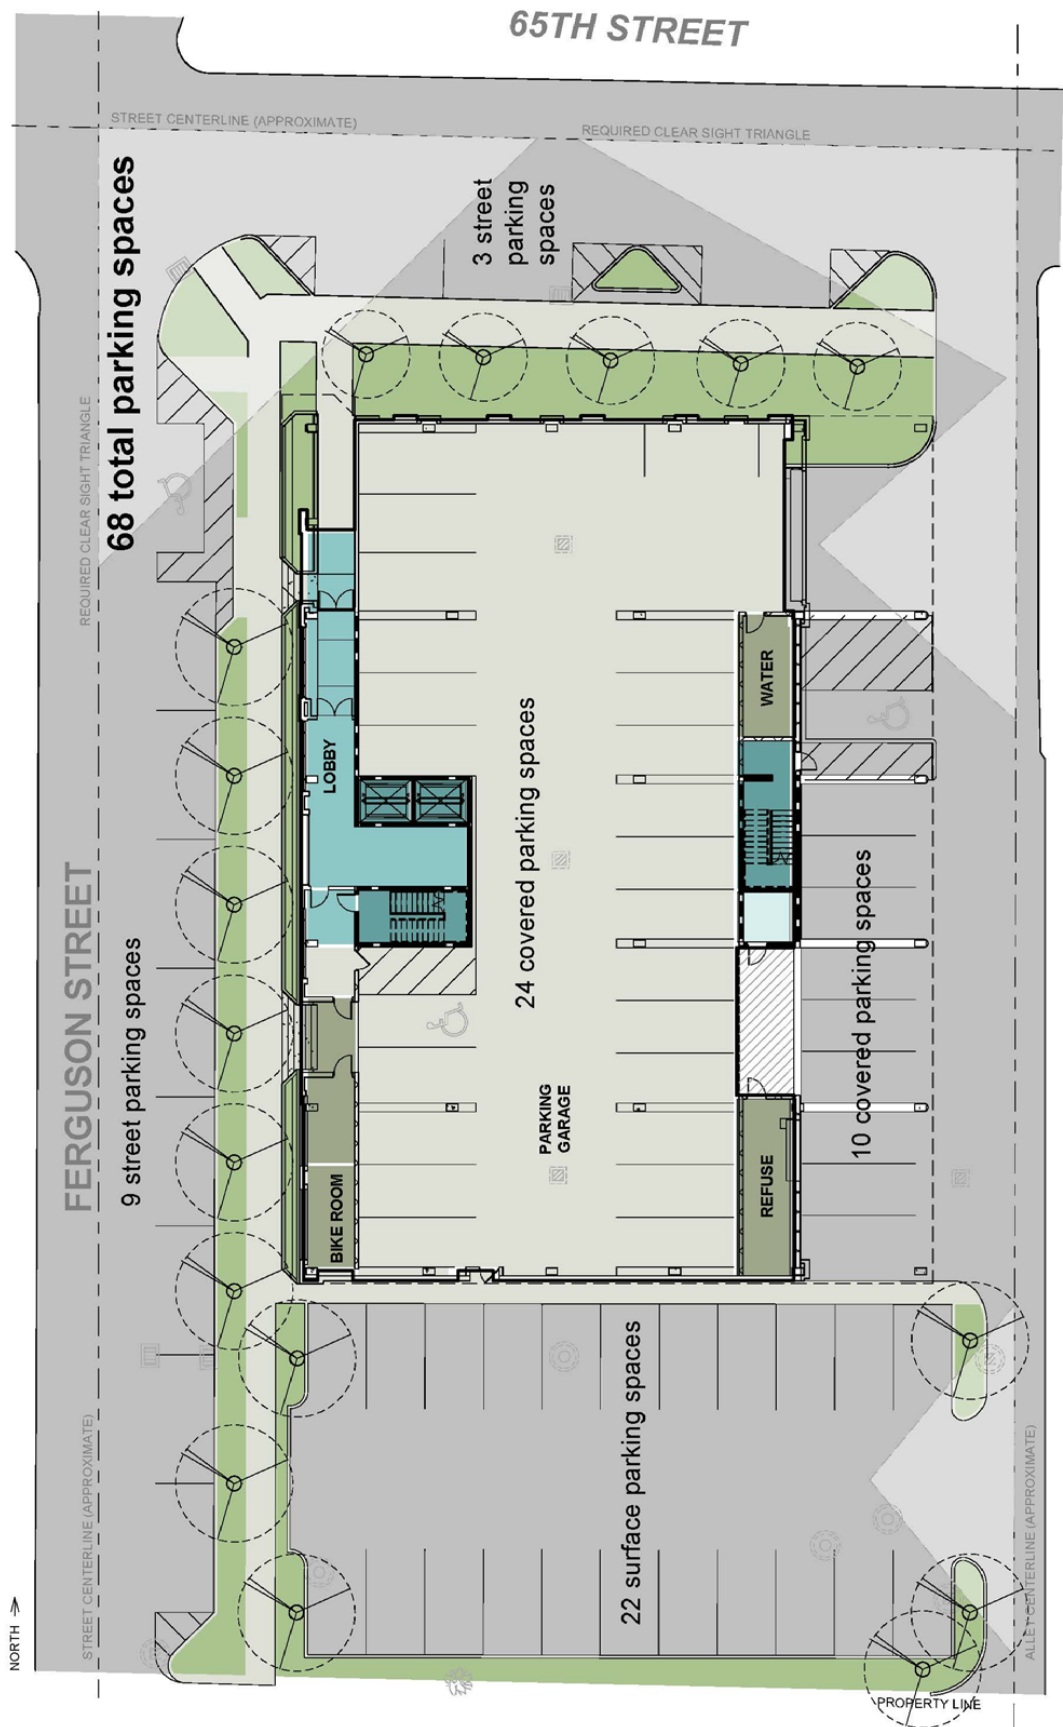 65TH STREET
STREET CENTERLINE (APPROXIMATE)
REQUIRED CLEAR SIGHT TRIANGLE
68 total parking spaces
3 street
parking
spaces
REQUIRED CLEAR SIGHT TRIANGLE
FERGUSON STREET
9 street parking spaces
LOBBY
WATER
24 covered parking spaces
10 covered parking spaces
PARKING
GARAGE
BIKE ROOM
REFUSE
22 surface parking spaces
STREET CENTERLINE (APPROXIMATE)
ALLEY CENTERLINE (APPROXIMATE)
NORTH
PROPERTY LINE